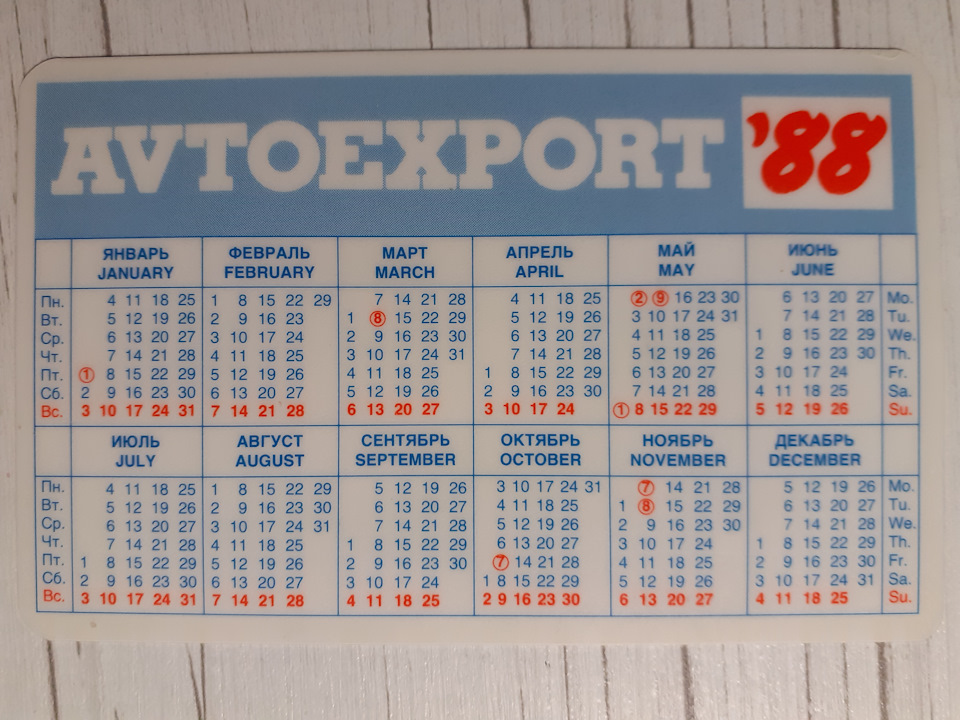 AVTOEXPORT '88
ЯНВАРЬ ФЕВРАЛЬ МАРТ АПРЕЛЬ МАЙ ИЮНЬ
JANUARY FEBRUARY MARCH APRIL MAY JUNE
Пн. 4 11 18 25 1 8 15 22 29 7 14 21 28 4 11 18 25 2 9 16 23 30 6 13 20 27 Mo.
Вт. 5 12 19 26 2 9 16 23 1 8 15 22 29 5 12 19 26 3 10 17 24 31 7 14 21 28 Tu.
Ср. 6 13 20 27 3 10 17 24 2 9 16 23 30 6 13 20 27 4 11 18 25 1 8 15 22 29 We.
Чт. 7 14 21 28 4 11 18 25 3 10 17 24 31 7 14 21 28 5 12 19 26 2 9 16 23 30 Th.
Пт. 1 8 15 22 29 5 12 19 26 4 11 18 25 1 8 15 22 29 6 13 20 27 3 10 17 24 Fr.
Сб. 2 9 16 23 30 6 13 20 27 5 12 19 26 2 9 16 23 30 7 14 21 28 4 11 18 25 Sa.
Вс. 3 10 17 24 31 7 14 21 28 6 13 20 27 3 10 17 24 1 8 15 22 29 5 12 19 26 Su.
ИЮЛЬ АВГУСТ СЕНТЯБРЬ ОКТЯБРЬ НОЯБРЬ ДЕКАБРЬ
JULY AUGUST SEPTEMBER OCTOBER NOVEMBER DECEMBER
Пн. 4 11 18 25 1 8 15 22 29 5 12 19 26 3 10 17 24 31 7 14 21 28 5 12 19 26 Mo.
Вт. 5 12 19 26 2 9 16 23 30 6 13 20 27 4 11 18 25 1 8 15 22 29 6 13 20 27 Tu.
Ср. 6 13 20 27 3 10 17 24 31 7 14 21 28 5 12 19 26 2 9 16 23 30 7 14 21 28 We.
Чт. 7 14 21 28 4 11 18 25 1 8 15 22 29 6 13 20 27 3 10 17 24 1 8 15 22 29 Th.
Пт. 1 8 15 22 29 5 12 19 26 2 9 16 23 30 7 14 21 28 4 11 18 25 2 9 16 23 30 Fr.
Сб. 2 9 16 23 30 6 13 20 27 3 10 17 24 1 8 15 22 29 5 12 19 26 3 10 17 24 31 Sa.
Вс. 3 10 17 24 31 7 14 21 28 4 11 18 25 2 9 16 23 30 6 13 20 27 4 11 18 25 Su.